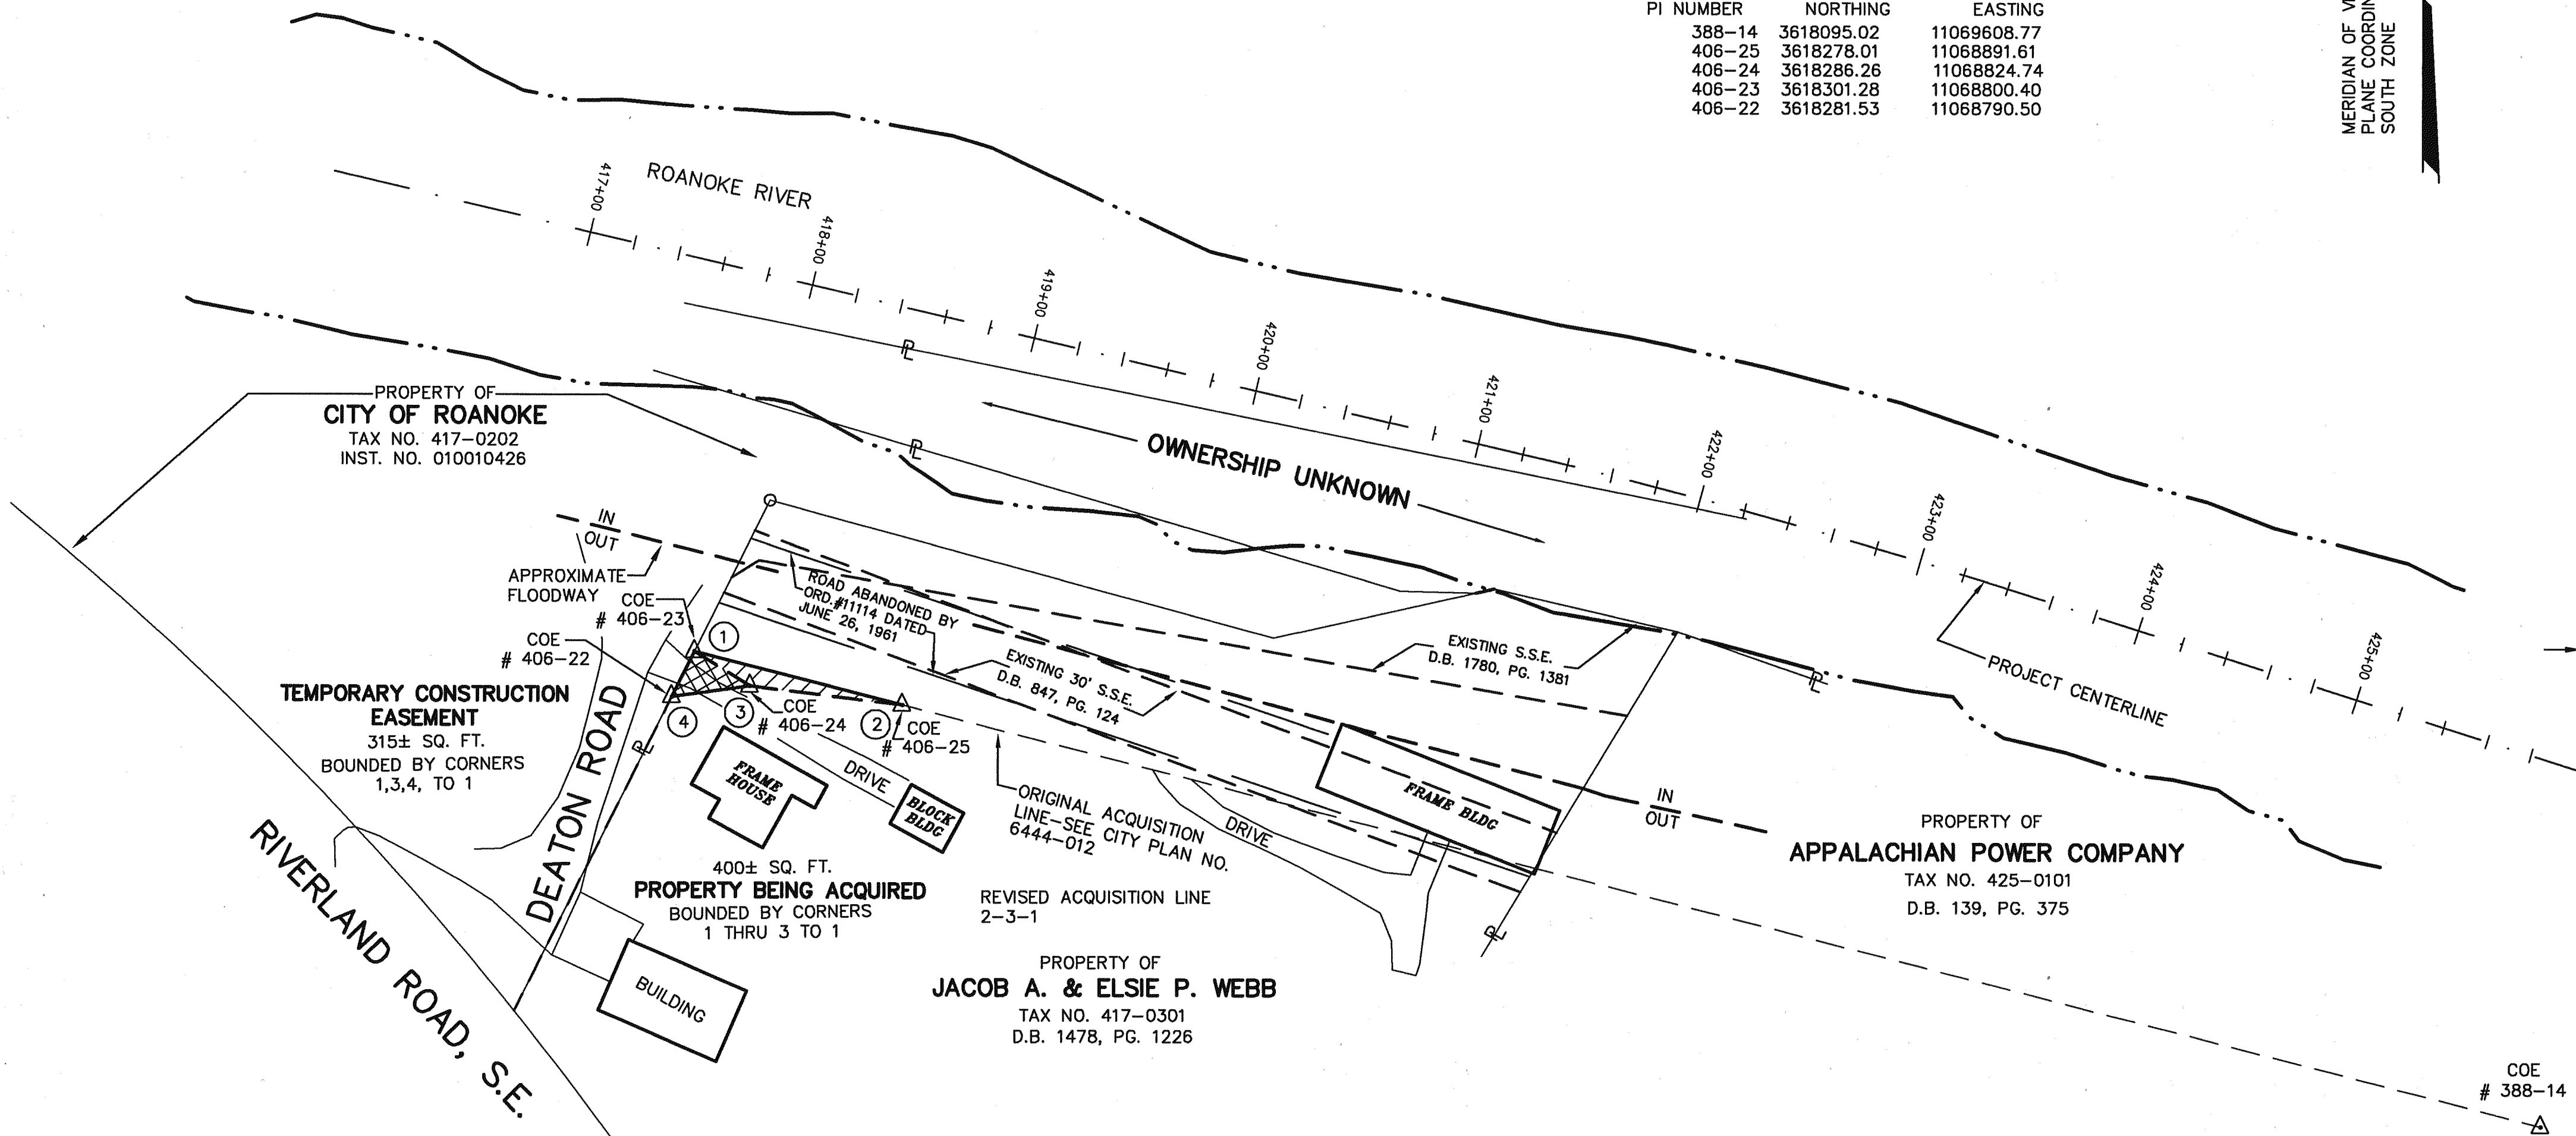 PI NUMBER NORTHING EASTING
388-14 3618095.02 11069608.77
406-25 3618278.01 11068891.61
406-24 3618286.26 11068824.74
406-23 3618301.28 11068800.40
406-22 3618281.53 11068790.50
MERIDIAN OF
PLANE
SOUTH ZONE
ROANOKE RIVER
417+00
418+00
419+00
420+00
421+00
422+00
423+00
424+00
425+00
PROPERTY OF
CITY OF ROANOKE
TAX NO. 417-0202
INST. NO. 010010426
OWNERSHIP UNKNOWN
IN
OUT
APPROXIMATE
FLOODWAY
COE
# 406-23
COE
# 406-22
1
ROAD ABANDONED BY
ORD.#11114 DATED
JUNE 26, 1961
EXISTING 30' S.S.E.
D.B. 847, PG. 124
EXISTING S.S.E.
D.B. 1780, PG. 1381
PROJECT CENTERLINE
TEMPORARY CONSTRUCTION
EASEMENT
315± SQ. FT.
BOUNDED BY CORNERS
1,3,4, TO 1
4
3
COE
# 406-24
2
COE
# 406-25
DEATON ROAD
FRAME
HOUSE
DRIVE
BLOCK
BLDG
ORIGINAL ACQUISITION
LINE-SEE CITY PLAN NO.
6444-012
DRIVE
FRAME BLDG
IN
OUT
PROPERTY OF
APPALACHIAN POWER COMPANY
TAX NO. 425-0101
D.B. 139, PG. 375
RIVERLAND ROAD, S.E.
400± SQ. FT.
PROPERTY BEING ACQUIRED
BOUNDED BY CORNERS
1 THRU 3 TO 1
REVISED ACQUISITION LINE
2-3-1
BUILDING
PROPERTY OF
JACOB A. & ELSIE P. WEBB
TAX NO. 417-0301
D.B. 1478, PG. 1226
COE
# 388-14